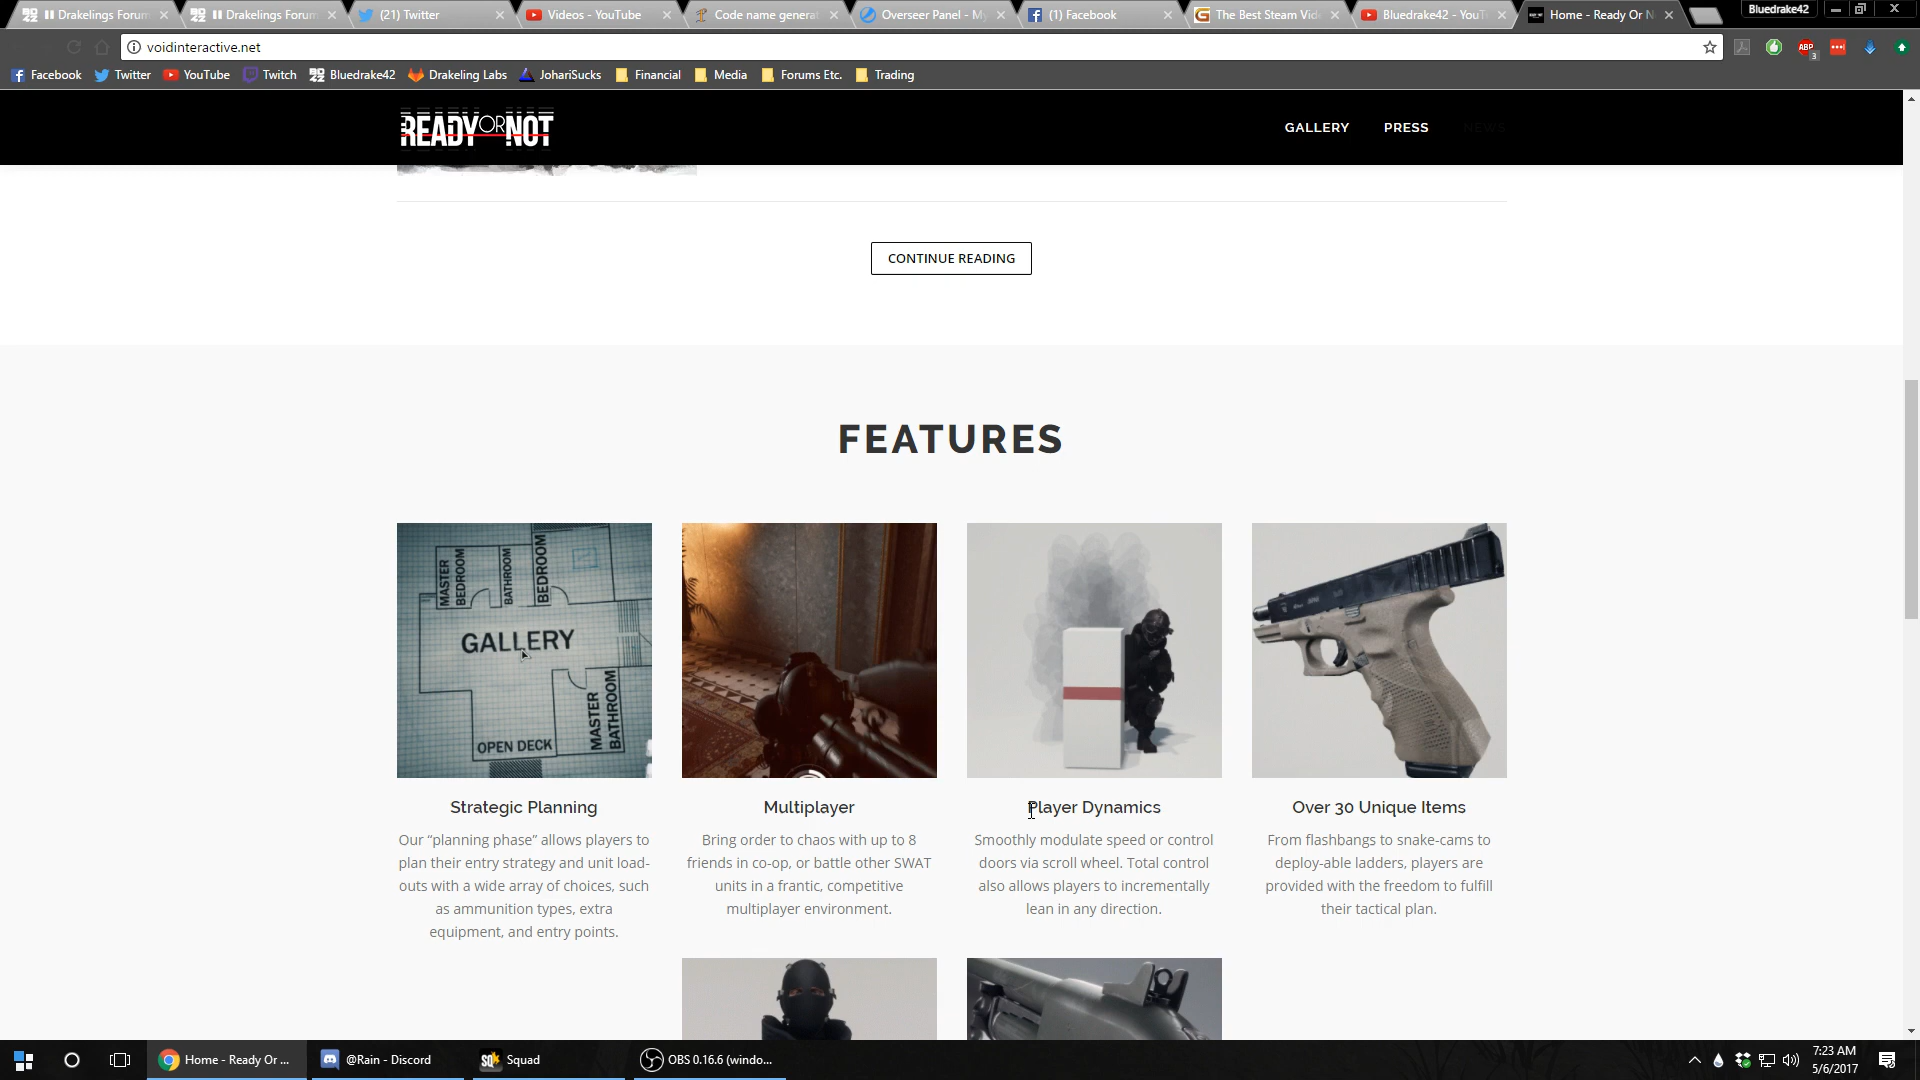 Drakelings Forum
Drakelings Forum
(21) Twitter
Videos - YouTube
Code name genera
Overseer Panel - My
(1) Facebook
The Best Steam Vid
Bluedrake42 - YouT
Home - Ready Or N
Bluedrake42
voidinteractive.net
ABP
3
Facebook
Twitter
YouTube
Twitch
Bluedrake42
Drakeling Labs
JohariSucks
Financial
Media
Forums Etc.
Trading
READY OR NOT
GALLERY
PRESS
NEWS
CONTINUE READING
FEATURES
MASTER
BEDROOM
BATHROOM
BEDROOM
GALLERY
MASTER
BATHROOM
OPEN DECK
Strategic Planning
Our “planning phase” allows players to
plan their entry strategy and unit load-
outs with a wide array of choices, such
as ammunition types, extra
equipment, and entry points.
Multiplayer
Bring order to chaos with up to 8
friends in co-op, or battle other SWAT
units in a frantic, competitive
multiplayer environment.
Player Dynamics
Smoothly modulate speed or control
doors via scroll wheel. Total control
also allows players to incrementally
lean in any direction.
Over 30 Unique Items
From flashbangs to snake-cams to
deploy-able ladders, players are
provided with the freedom to fulfill
their tactical plan.
Home - Ready Or ...
@Rain - Discord
Squad
OBS 0.16.6 (windo...
7:23 AM
5/6/2017